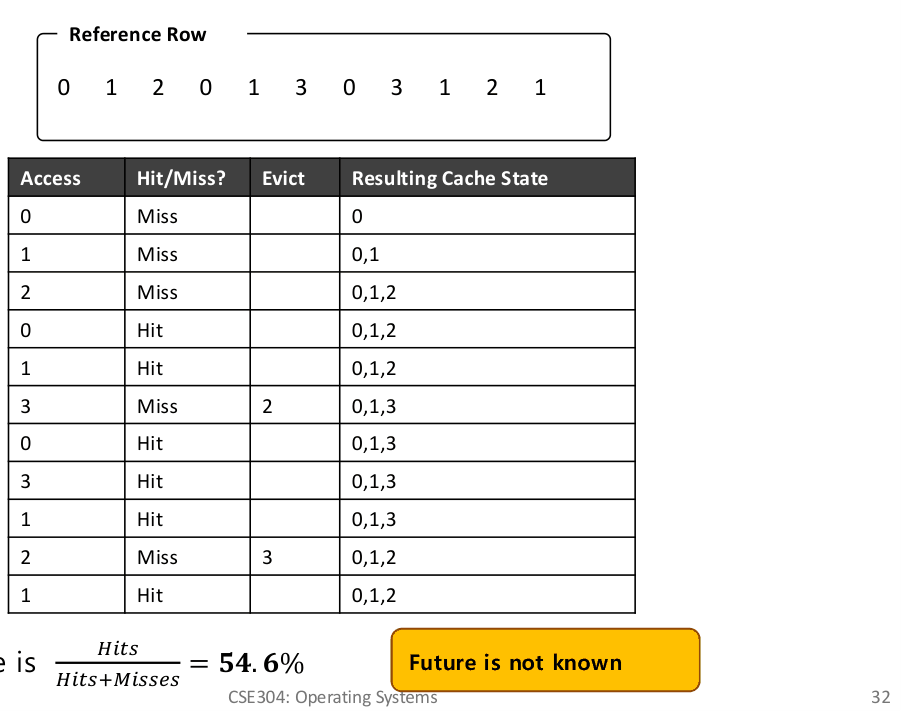 Reference Row
0 1 2 0 1 3 0 3 1 2 1
Access Hit/Miss? Evict Resulting Cache State
0 Miss 0
1 Miss 0,1
2 Miss 0,1,2
0 Hit 0,1,2
1 Hit 0,1,2
3 Miss 2 0,1,3
0 Hit 0,1,3
3 Hit 0,1,3
1 Hit 0,1,3
2 Miss 3 0,1,2
1 Hit 0,1,2
e is Hits/Hits+Misses = 54.6%
Future is not known
CSE304: Operating Systems 32